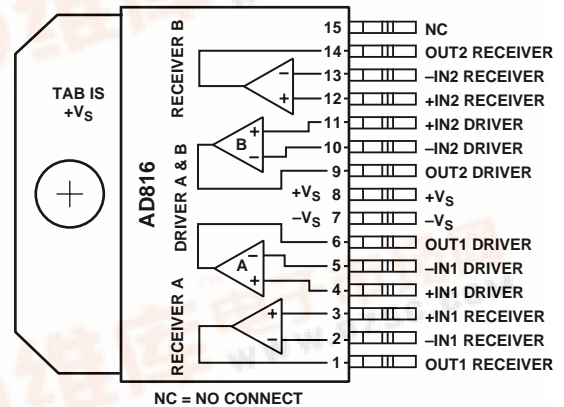 TAB IS
+VS
AD816
RECEIVER B
DRIVER A & B
RECEIVER A
B
A
+VS
–VS
15 NC
14 OUT2 RECEIVER
– 13 –IN2 RECEIVER
+ 12 +IN2 RECEIVER
+ 11 +IN2 DRIVER
– 10 –IN2 DRIVER
9 OUT2 DRIVER
8 +VS
7 –VS
6 OUT1 DRIVER
– 5 –IN1 DRIVER
+ 4 +IN1 DRIVER
+ 3 +IN1 RECEIVER
– 2 –IN1 RECEIVER
1 OUT1 RECEIVER
NC = NO CONNECT